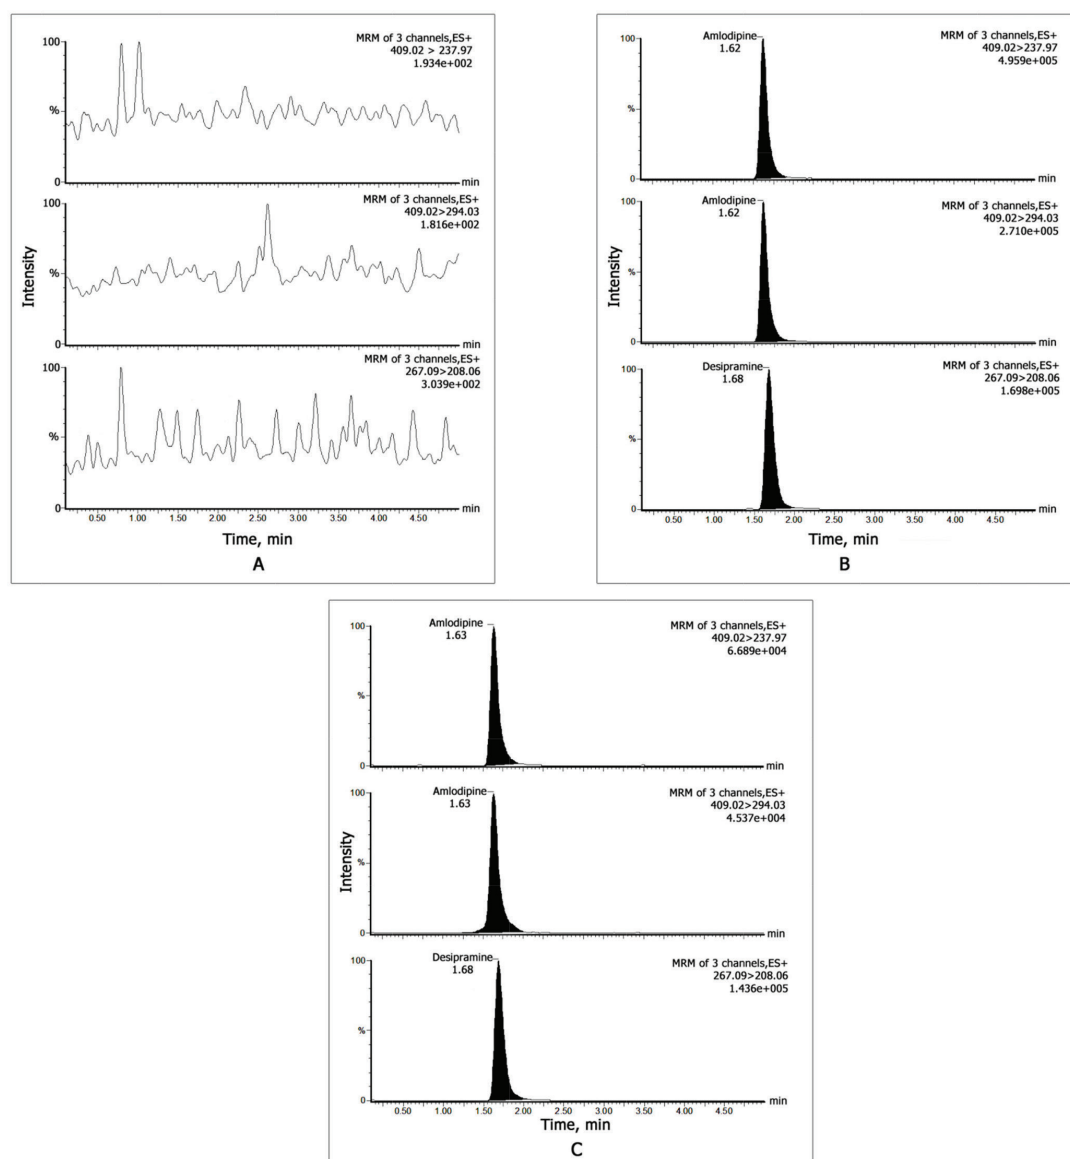 MRM of 3 channels,ES+
409.02 > 237.97
1.934e+002
100
%
0
min
MRM of 3 channels,ES+
409.02>294.03
1.816e+002
100
%
0
min
MRM of 3 channels,ES+
267.09>208.06
3.039e+002
100
%
0
min
0.50 1.00 1.50 2.00 2.50 3.00 3.50 4.00 4.50
Intensity
Time, min
A
Amlodipine
1.62
MRM of 3 channels,ES+
409.02>237.97
4.959e+005
100
%
0
min
Amlodipine
1.62
MRM of 3 channels,ES+
409.02>294.03
2.710e+005
100
%
0
min
Desipramine
1.68
MRM of 3 channels,ES+
267.09>208.06
1.698e+005
100
%
0
min
0.50 1.00 1.50 2.00 2.50 3.00 3.50 4.00 4.50
Intensity
Time, min
B
Amlodipine
1.63
MRM of 3 channels,ES+
409.02>237.97
6.689e+004
100
%
0
min
Amlodipine
1.63
MRM of 3 channels,ES+
409.02>294.03
4.537e+004
100
%
0
min
Desipramine
1.68
MRM of 3 channels,ES+
267.09>208.06
1.436e+005
100
%
0
min
0.50 1.00 1.50 2.00 2.50 3.00 3.50 4.00 4.50
Intensity
Time, min
C